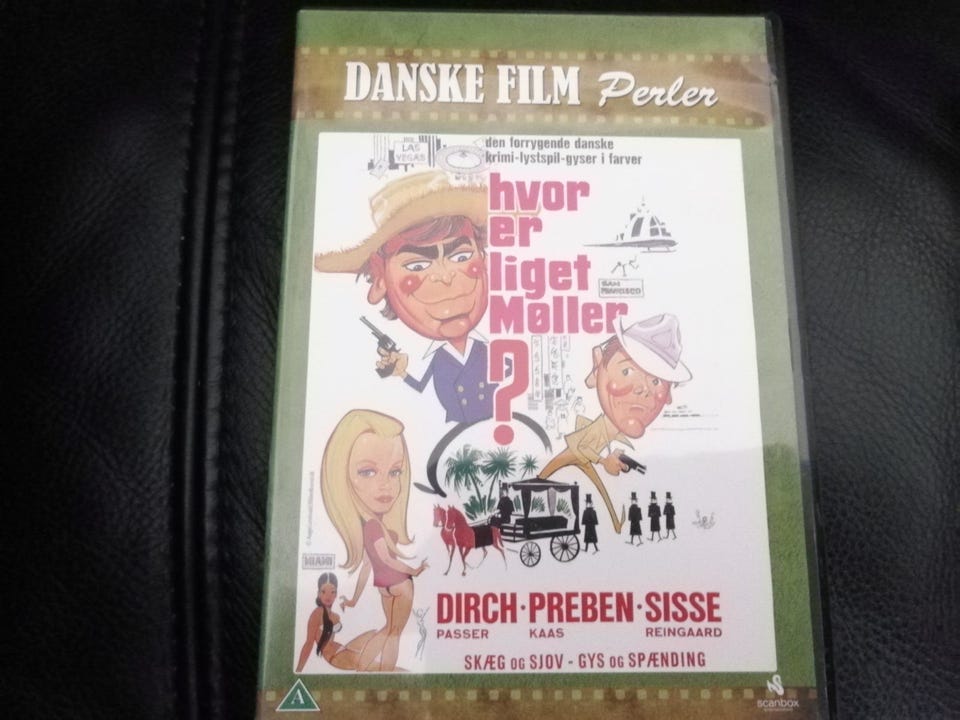 DANSKE FILM Perler
LAS
VEGAS
den forrygende danske
krimi-lystspil-gyser i farver
hvor
er
liget
Møller
?
SAN
FRANCISCO
MIAMI
DIRCH · PREBEN · SISSE
PASSER KAAS REINGAARD
SKÆG OG SJOV - GYS OG SPÆNDING
A
scanbox